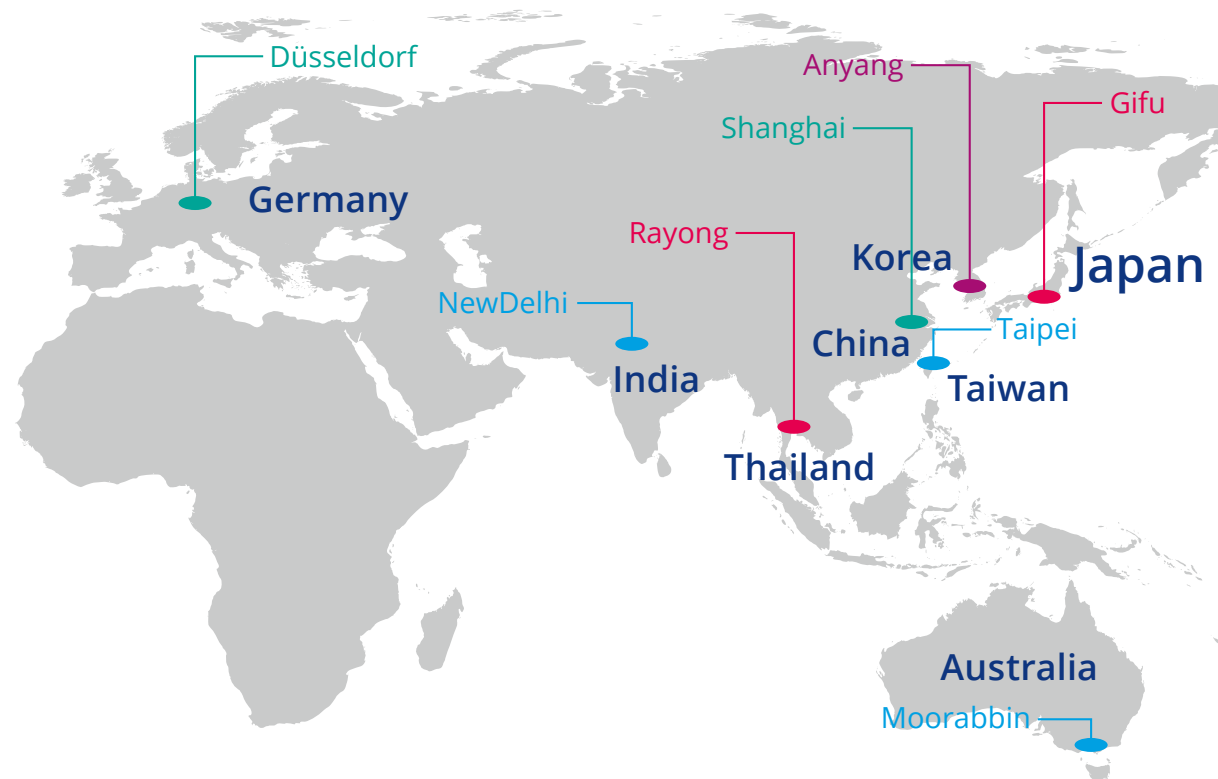 Düsseldorf
Anyang
Gifu
Shanghai
Germany
Rayong
Korea
Japan
NewDelhi
Taipei
China
India
Taiwan
Thailand
Australia
Moorabbin